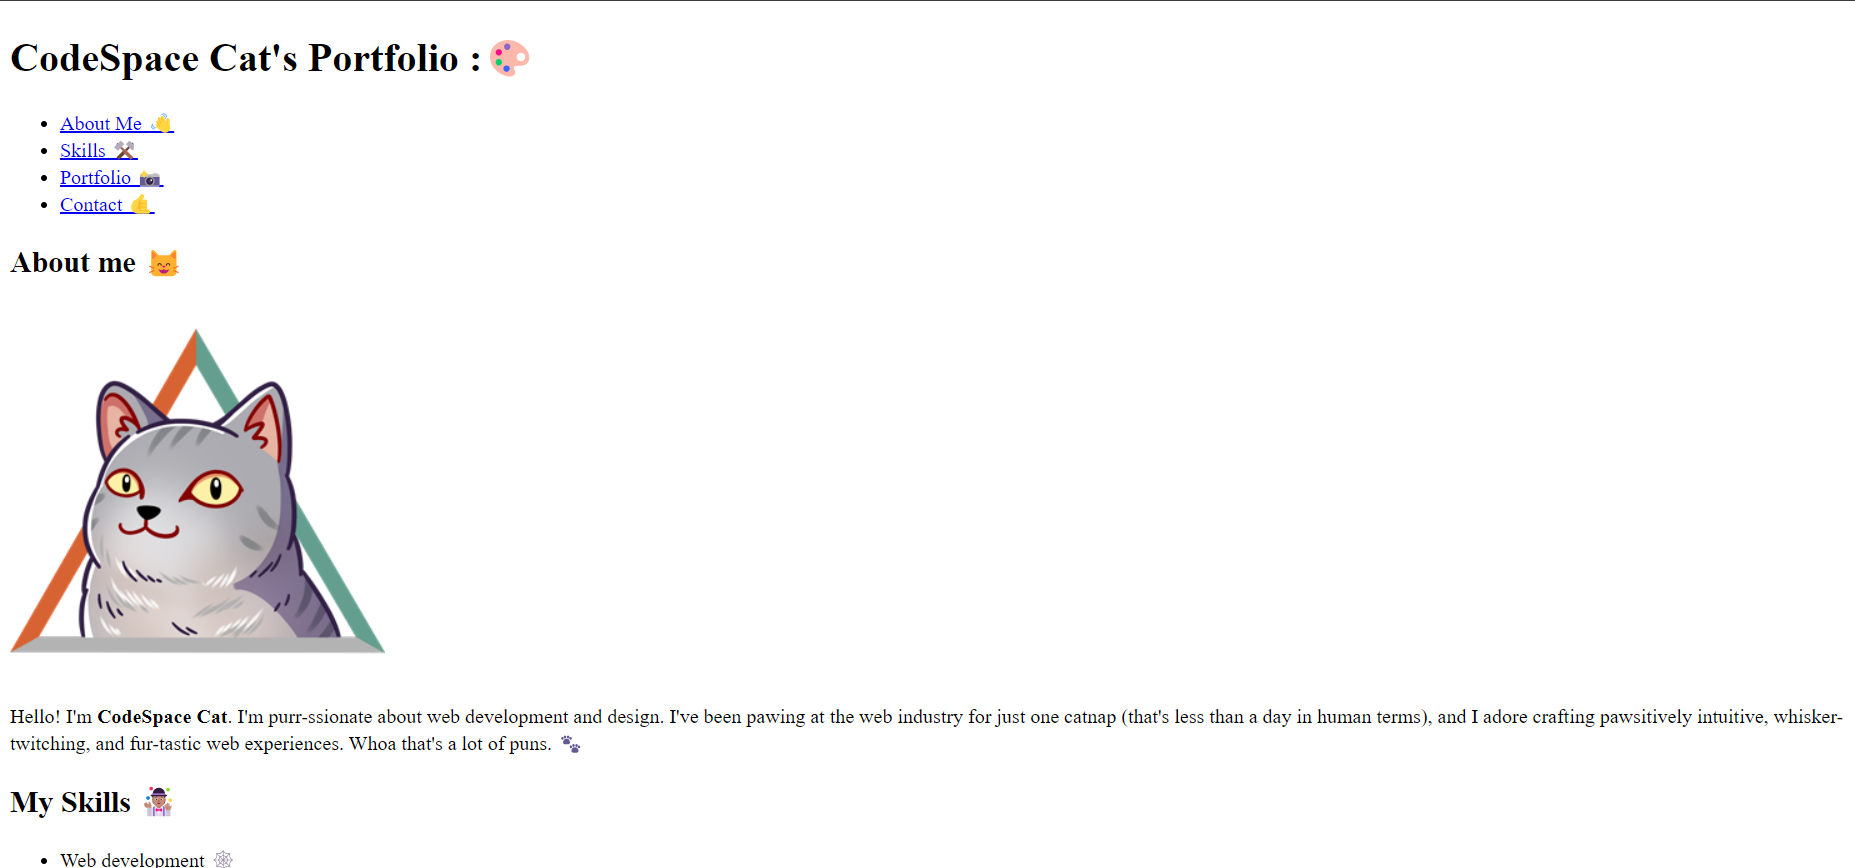 CodeSpace Cat's Portfolio : 🎨
About Me 👋
Skills ⚒️
Portfolio 📸
Contact 🤙
About me 😸
Hello! I'm CodeSpace Cat. I'm purr-ssionate about web development and design. I've been pawing at the web industry for just one catnap (that's less than a day in human terms), and I adore crafting pawsitively intuitive, whisker-
twitching, and fur-tastic web experiences. Whoa that's a lot of puns. 🐾
My Skills 🤹🏽
Web development 🕸️